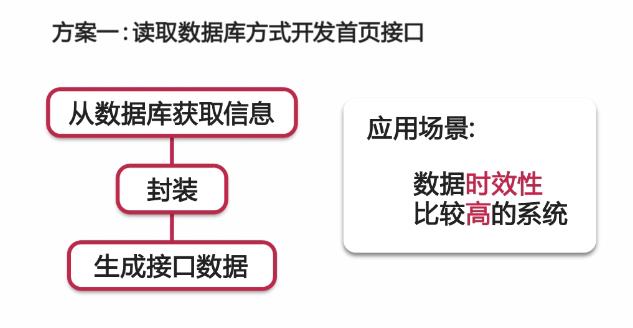 方案一:读取数据库方式开发首页接口
从数据库获取信息
封装
生成接口数据
应用场景:
数据时效性
比较高的系统